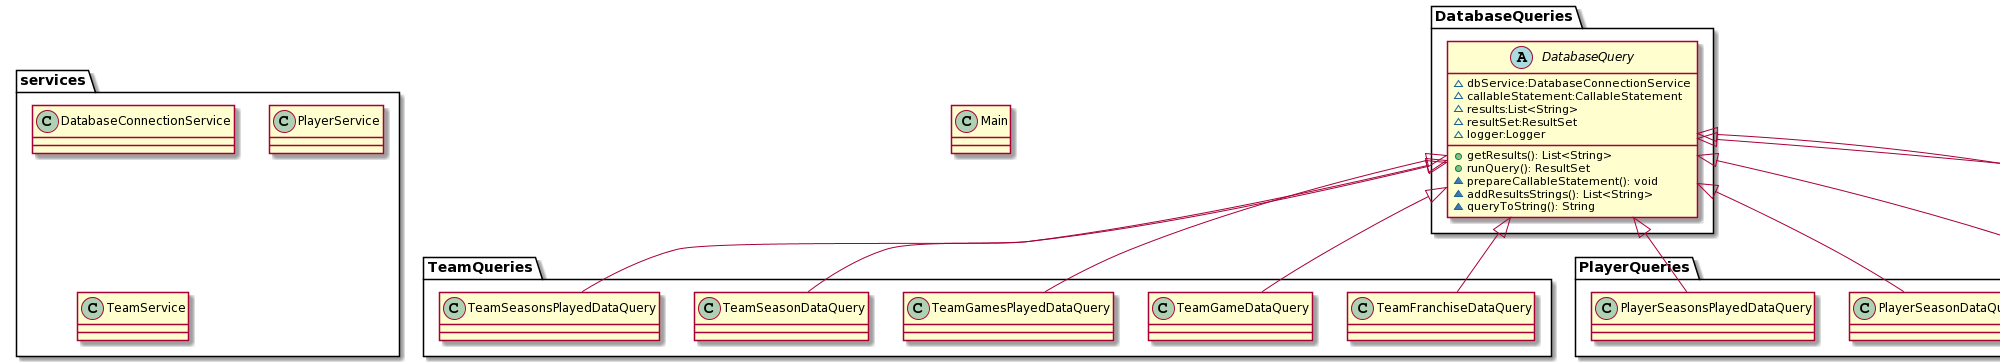 DatabaseQueries
A DatabaseQuery
dbService:DatabaseConnectionService
callableStatement:CallableStatement
results:List<String>
resultSet:ResultSet
logger:Logger
getResults(): List<String>
runQuery(): ResultSet
prepareCallableStatement(): void
addResultsStrings(): List<String>
queryToString(): String
services
C DatabaseConnectionService
C PlayerService
C TeamService
C Main
TeamQueries
C TeamSeasonsPlayedDataQuery
C TeamSeasonDataQuery
C TeamGamesPlayedDataQuery
C TeamGameDataQuery
C TeamFranchiseDataQuery
PlayerQueries
C PlayerSeasonsPlayedDataQuery
C